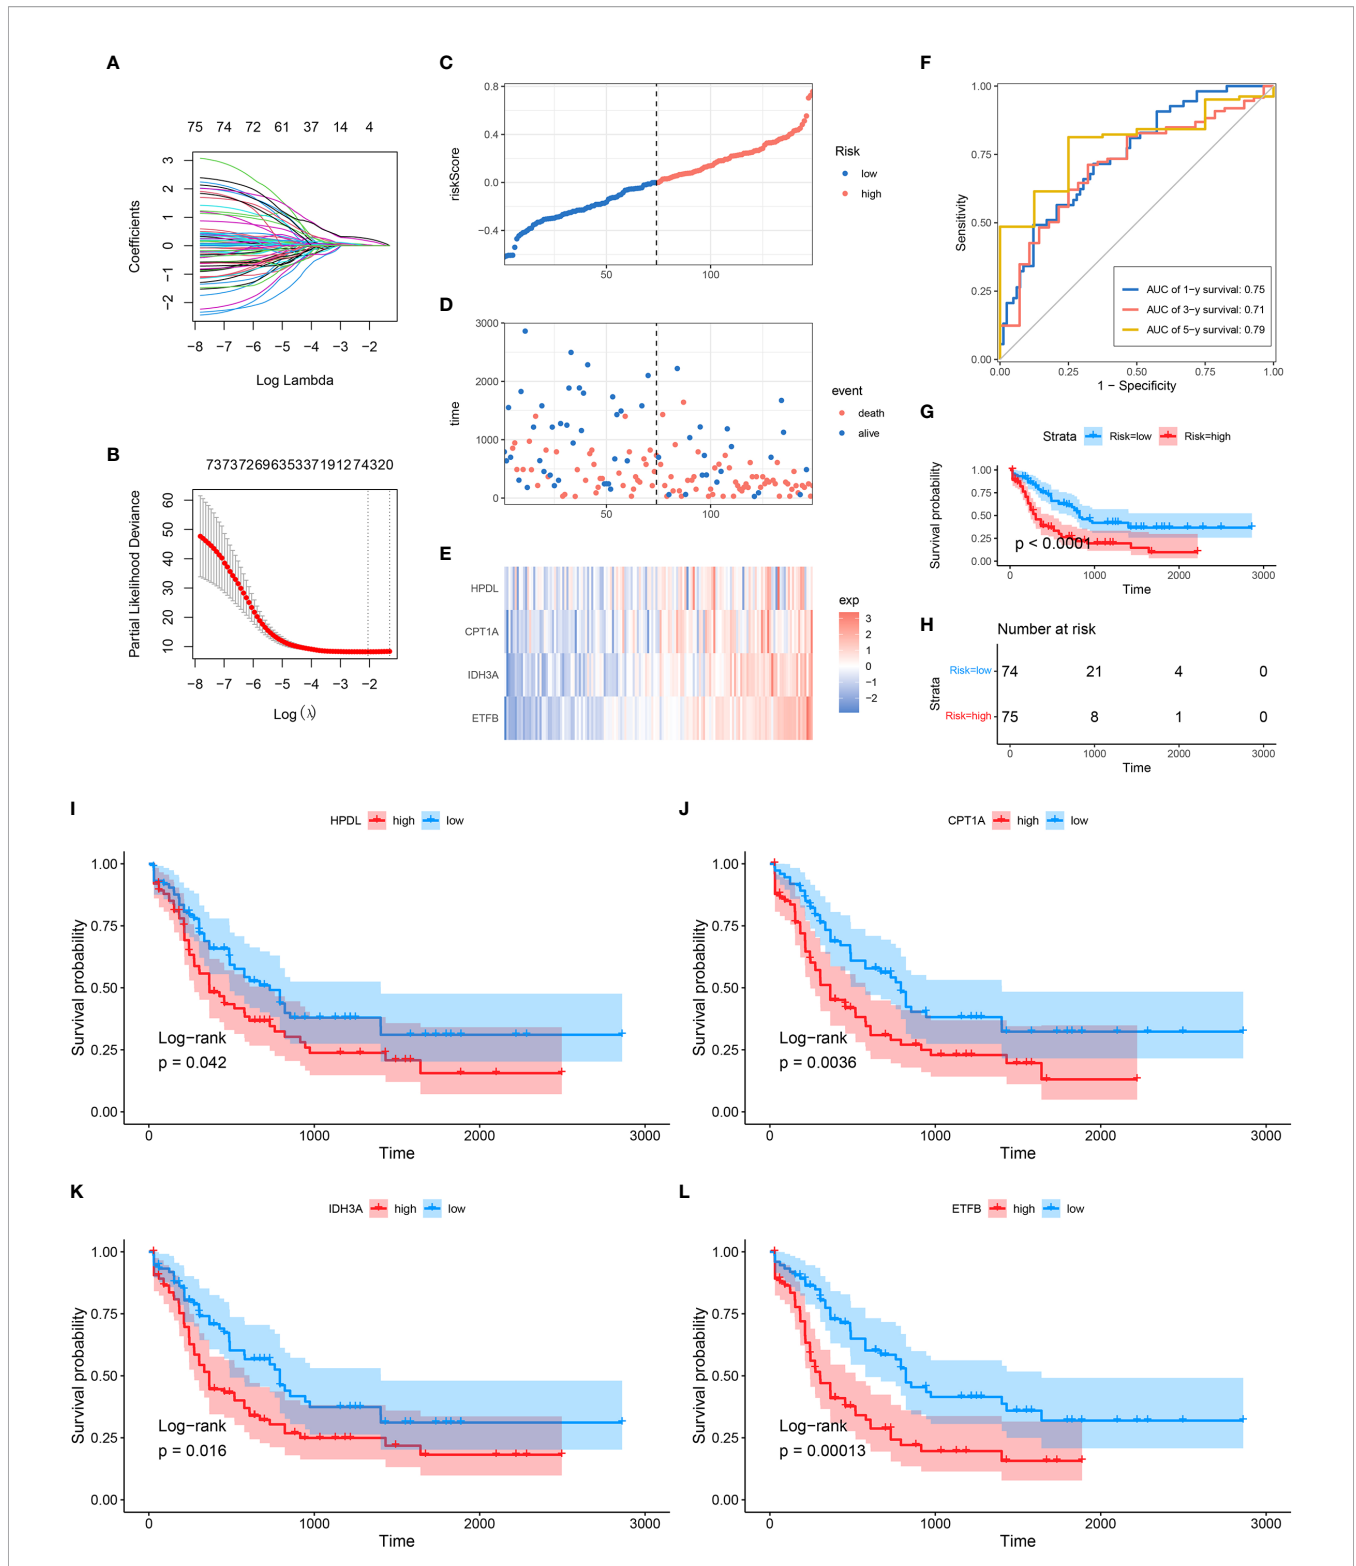 A
75 74 72 61 37 14 4
3
2
1
0
−1
−2
Coefficients
−8 −7 −6 −5 −4 −3 −2
Log Lambda
B
73737269635337191274320
60
50
40
30
20
10
Partial Likelihood Deviance
−8 −7 −6 −5 −4 −3 −2
Log (λ)
C
0.8
0.4
0.0
−0.4
riskScore
50 100
Risk
low
high
D
3000
2000
1000
0
time
50 100
event
death
alive
E
HPDL
CPT1A
IDH3A
ETFB
exp
3
2
1
0
−1
−2
F
1.00
0.75
0.50
0.25
0.00
Sensitivity
AUC of 1−y survival: 0.75
AUC of 3−y survival: 0.71
AUC of 5−y survival: 0.79
0.00 0.25 0.50 0.75 1.00
1 − Specificity
G
Strata Risk=low Risk=high
1.00
0.75
0.50
0.25
0.00
Survival probability
p < 0.0001
0 1000 2000 3000
Time
H
Number at risk
Strata
Risk=low 74 21 4 0
Risk=high 75 8 1 0
0 1000 2000 3000
Time
I
HPDL high low
1.00
0.75
0.50
0.25
0.00
Survival probability
Log−rank
p = 0.042
0 1000 2000 3000
Time
J
CPT1A high low
1.00
0.75
0.50
0.25
0.00
Survival probability
Log−rank
p = 0.0036
0 1000 2000 3000
Time
K
IDH3A high low
1.00
0.75
0.50
0.25
0.00
Survival probability
Log−rank
p = 0.016
0 1000 2000 3000
Time
L
ETFB high low
1.00
0.75
0.50
0.25
0.00
Survival probability
Log−rank
p = 0.00013
0 1000 2000 3000
Time